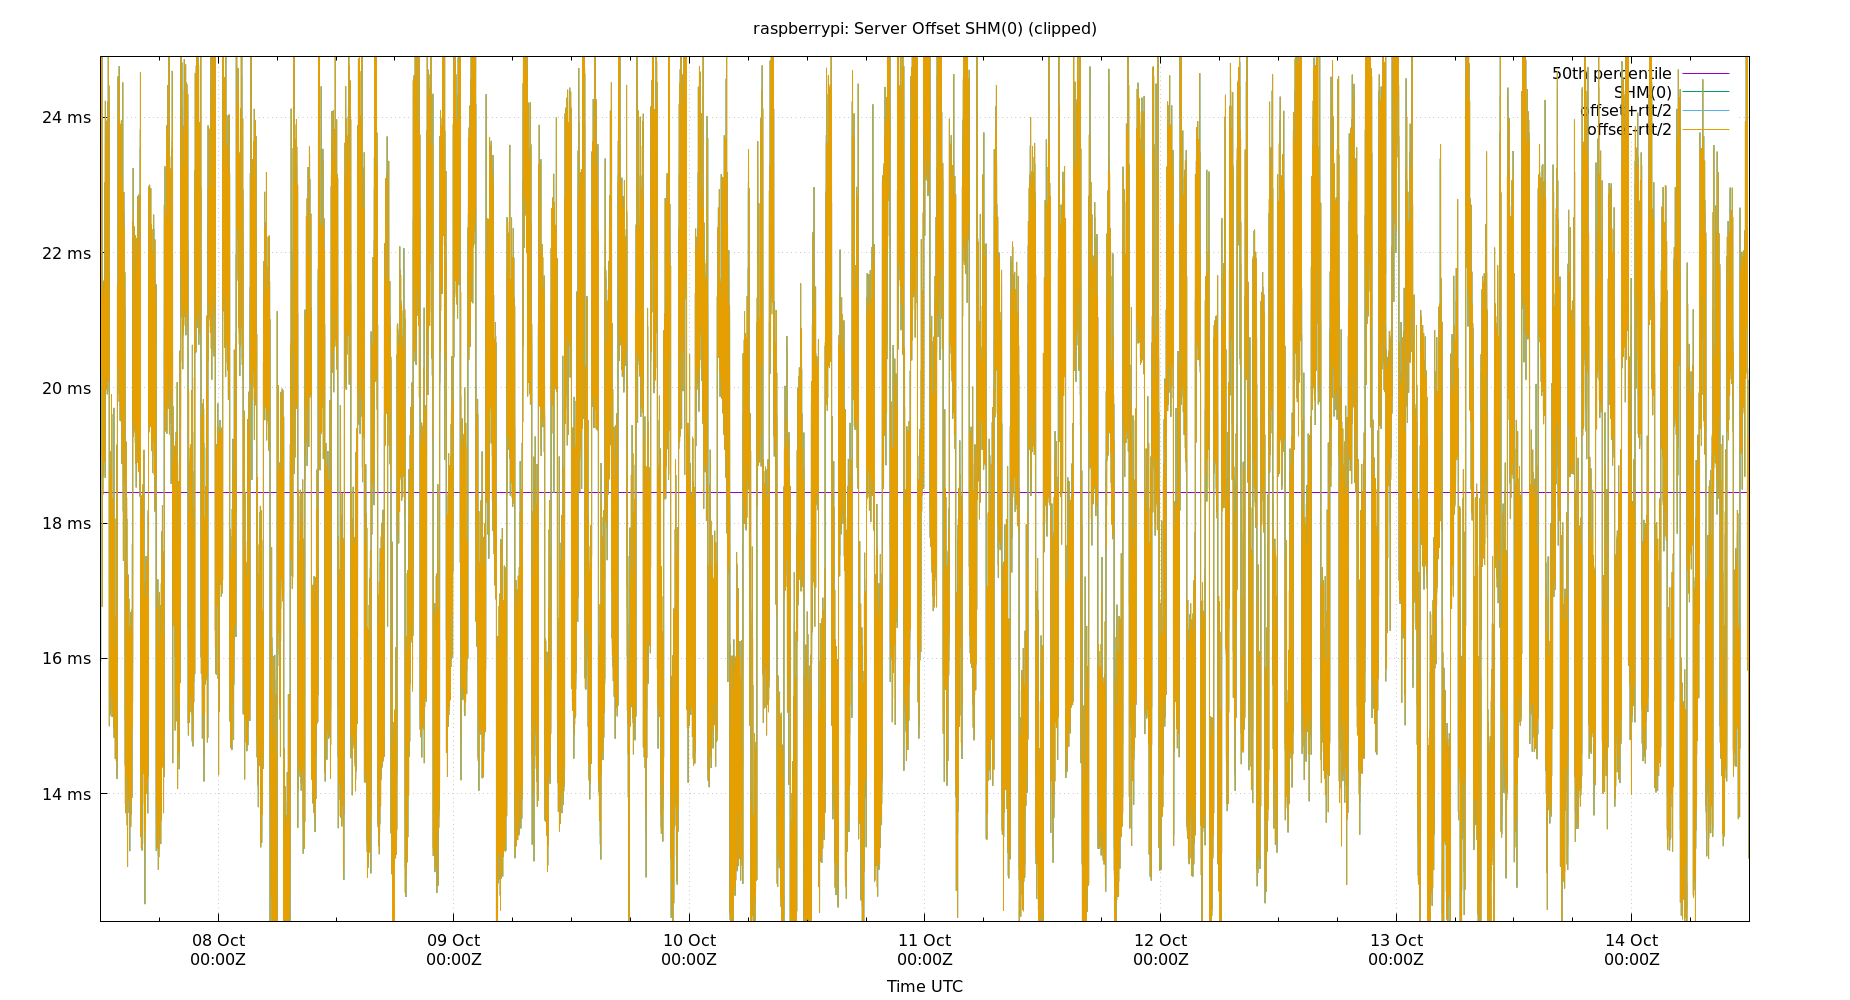 raspberrypi: Server Offset SHM(0) (clipped)
50th percentile
SHM(0)
offset+rtt/2
offset-rtt/2
24 ms
22 ms
20 ms
18 ms
16 ms
14 ms
08 Oct 09 Oct 10 Oct 11 Oct 12 Oct 13 Oct 14 Oct
00:00Z 00:00Z 00:00Z 00:00Z 00:00Z 00:00Z 00:00Z
Time UTC